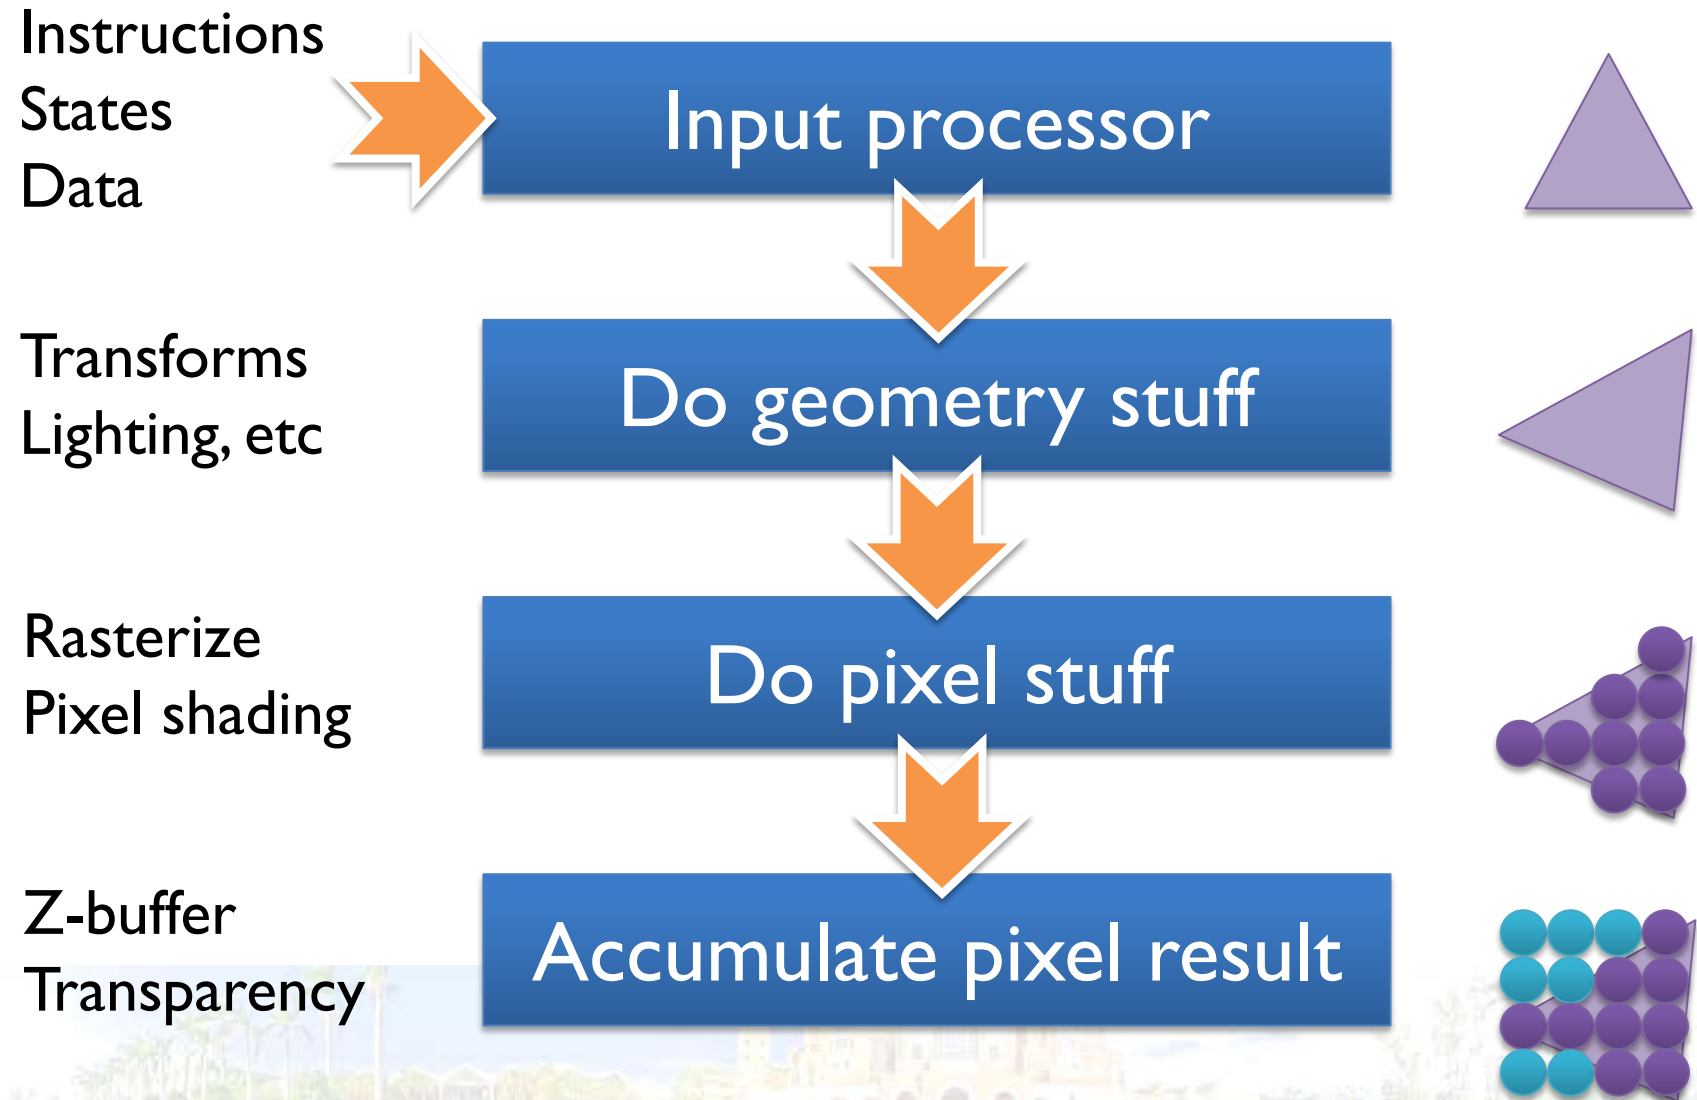 Instructions
States
Data
Input processor
Transforms
Lighting, etc
Do geometry stuff
Rasterize
Pixel shading
Do pixel stuff
Z-buffer
Transparency
Accumulate pixel result